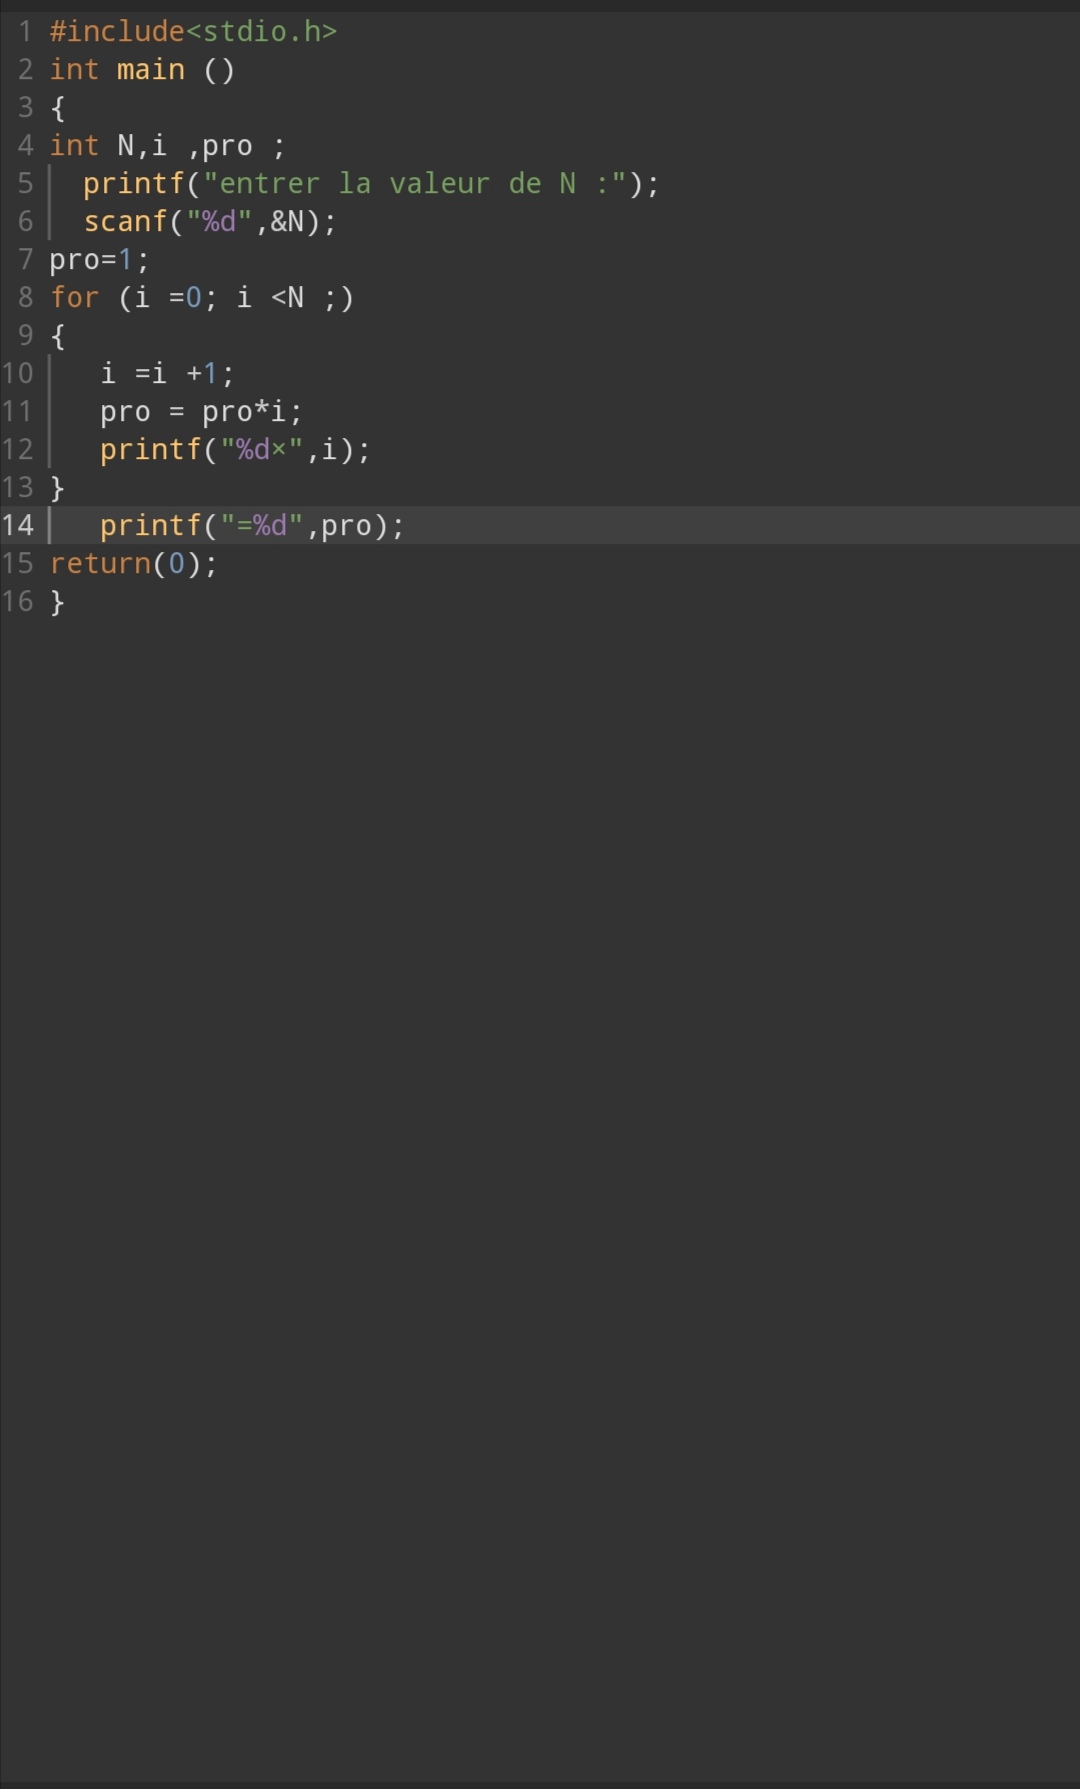 1 #include<stdio.h>
2 int main ()
3 {
4 int N,i ,pro ;
5   printf("entrer la valeur de N :");
6   scanf("%d",&N);
7 pro=1;
8 for (i =0; i <N ;)
9 {
10    i =i +1;
11    pro = pro*i;
12    printf("%d×",i);
13 }
14    printf("=%d",pro);
15 return(0);
16 }